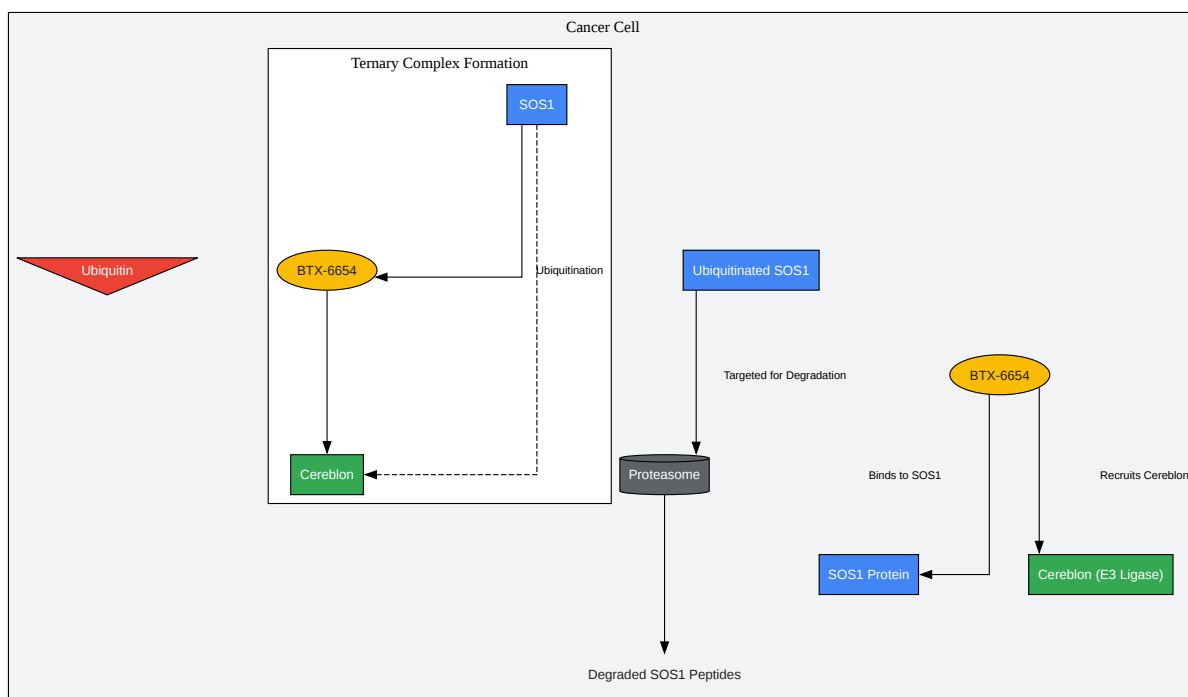 Cancer Cell
Ternary Complex Formation
SOS1
Ubiquitin
BTX-6654
Ubiquitination
Ubiquitinated SOS1
Targeted for Degradation
BTX-6654
Cereblon
Proteasome
Binds to SOS1
Recruits Cereblon
SOS1 Protein
Cereblon (E3 Ligase)
Degraded SOS1 Peptides